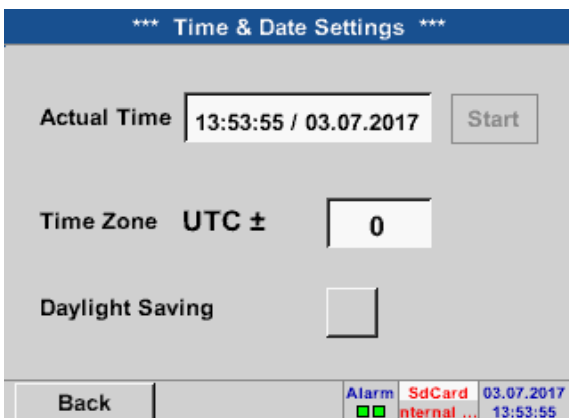 *** Time & Date Settings ***
Actual Time 13:53:55 / 03.07.2017 Start
Time Zone UTC ± 0
Daylight Saving
Back Alarm SdCard 03.07.2017
nternal ... 13:53:55